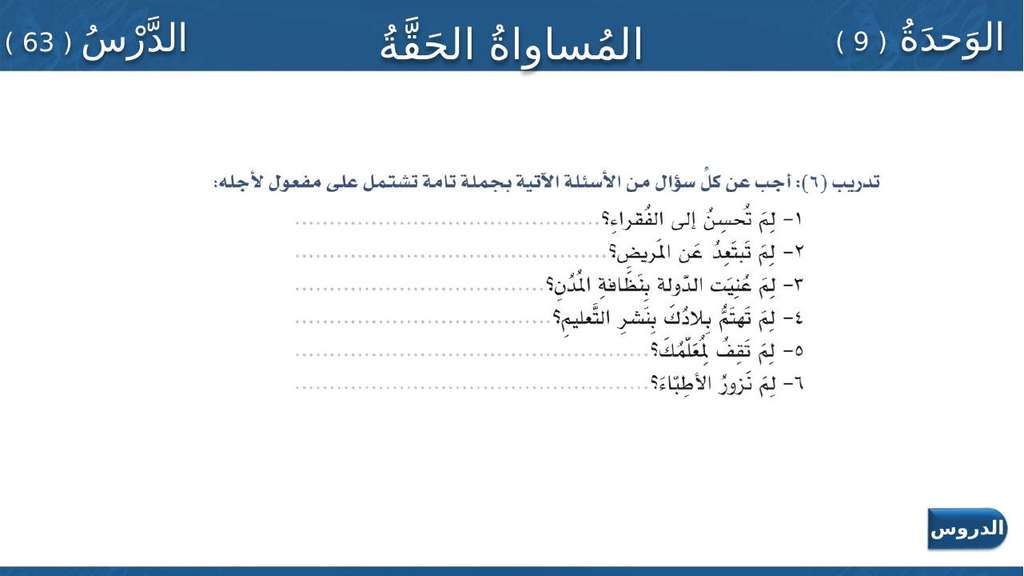 الوَحدَةُ ( 9 )
المُساواةُ الحَقَّةُ
الدَّرْسُ ( 63 )
تدريب (٦): أجب عن كلِّ سؤال من الأسئلة الآتية بجملة تامة تشتمل على مفعول لأجله:
١- لِمَ تُحسِنُ إلى الفُقراءِ؟......................................
٢- لِمَ تَبتَعِدُ عَن المَريضِ؟......................................
٣- لِمَ عُنِيَت الدّولة بِنَظَافةِ المُدُنِ؟...............................
٤- لِمَ تَهتَمُّ بِلادُكَ بِنَشرِ التَّعليمِ؟...............................
٥- لِمَ تَقِفُ لِمُعَلّمُكَ؟............................................
٦- لِمَ نَزورُ الأطِبّاءَ؟............................................
الدروس